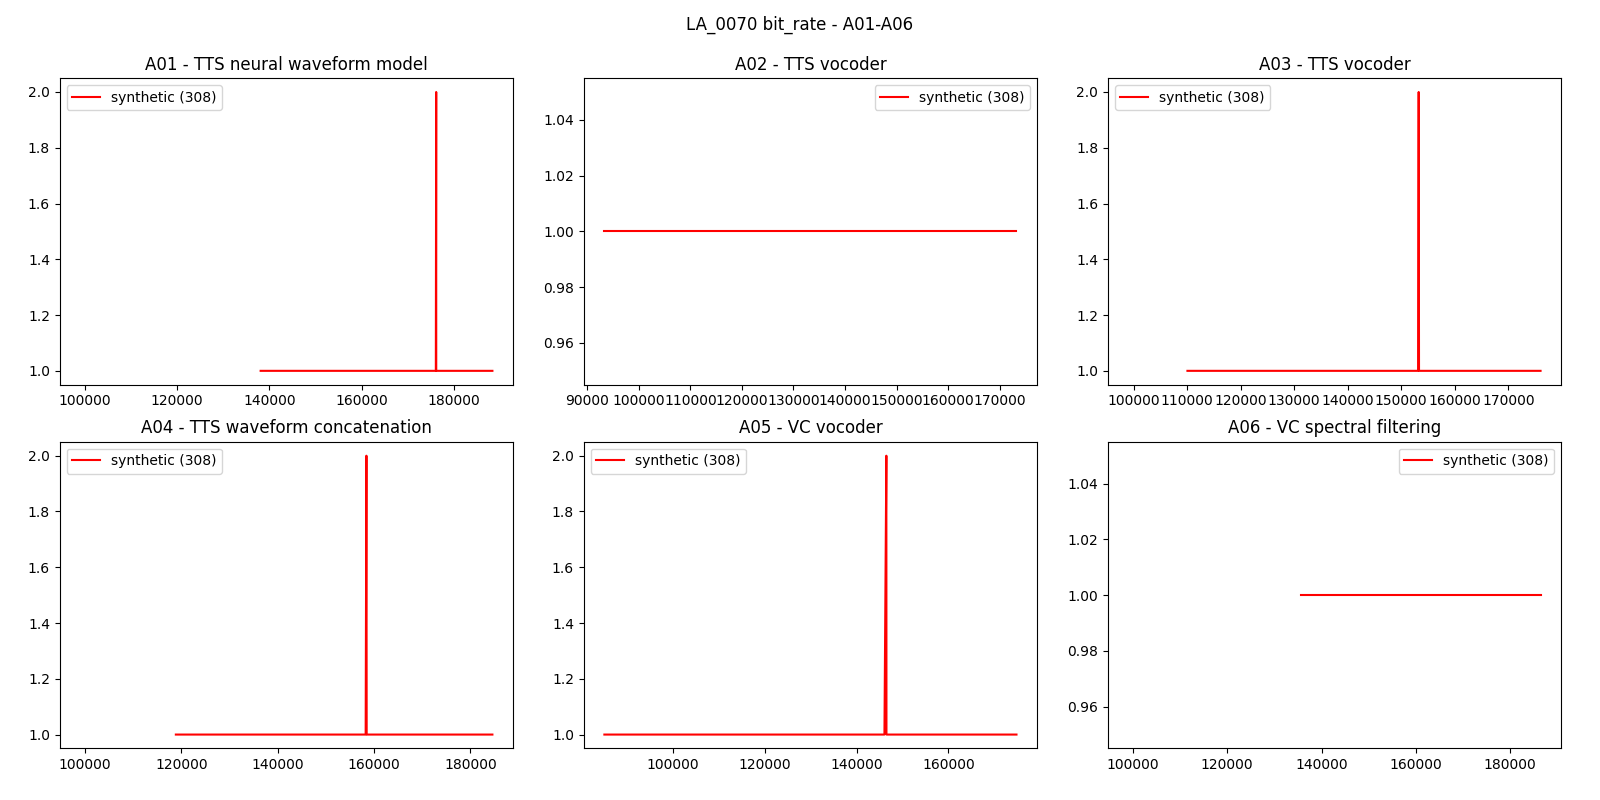 LA_0070 bit_rate - A01-A06
A01 - TTS neural waveform model
synthetic (308)
2.0
1.8
1.6
1.4
1.2
1.0
100000 120000 140000 160000 180000
A02 - TTS vocoder
synthetic (308)
1.04
1.02
1.00
0.98
0.96
90000 100000 110000 120000 130000 140000 150000 160000 170000
A03 - TTS vocoder
synthetic (308)
2.0
1.8
1.6
1.4
1.2
1.0
100000 110000 120000 130000 140000 150000 160000 170000
A04 - TTS waveform concatenation
synthetic (308)
2.0
1.8
1.6
1.4
1.2
1.0
100000 120000 140000 160000 180000
A05 - VC vocoder
synthetic (308)
2.0
1.8
1.6
1.4
1.2
1.0
100000 120000 140000 160000
A06 - VC spectral filtering
synthetic (308)
1.04
1.02
1.00
0.98
0.96
100000 120000 140000 160000 180000